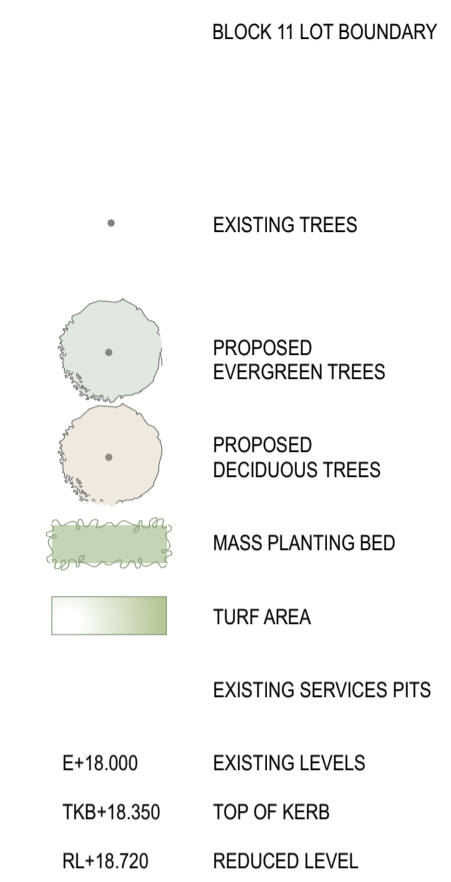 BLOCK 11 LOT BOUNDARY
EXISTING TREES
PROPOSED
EVERGREEN TREES
PROPOSED
DECIDUOUS TREES
MASS PLANTING BED
TURF AREA
EXISTING SERVICES PITS
E+18.000 EXISTING LEVELS
TKB+18.350 TOP OF KERB
RL+18.720 REDUCED LEVEL